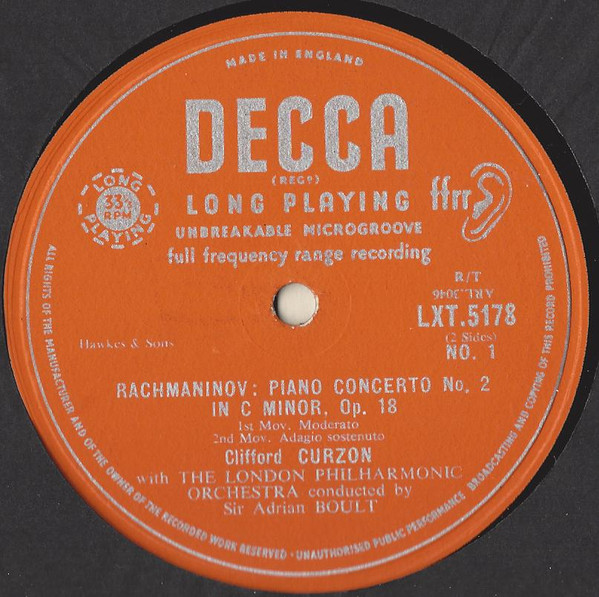 MADE IN ENGLAND
DECCA
(REGD)
LONG PLAYING
33⅓
RPM
LONG PLAYING
ffrr
UNBREAKABLE MICROGROOVE
full frequency range recording
R/T
ARL.3046
LXT.5178
(2 Sides)
NO. 1
Hawkes & Sons
RACHMANINOV: PIANO CONCERTO No. 2
IN C MINOR, Op. 18
1st Mov. Moderato
2nd Mov. Adagio sostenuto
Clifford CURZON
with THE LONDON PHILHARMONIC
ORCHESTRA conducted by
Sir Adrian BOULT
ALL RIGHTS OF THE MANUFACTURER AND OF THE OWNER OF THE RECORDED WORK RESERVED · UNAUTHORISED PUBLIC PERFORMANCE BROADCASTING AND COPYING OF THIS RECORD PROHIBITED